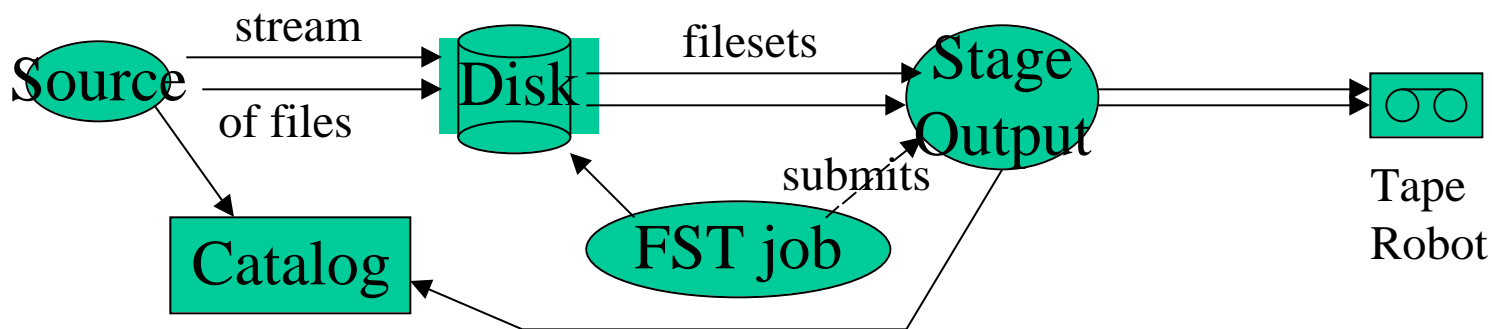 Source
stream
of files
Disk
filesets
Stage
Output
submits
FST job
Catalog
Tape
Robot